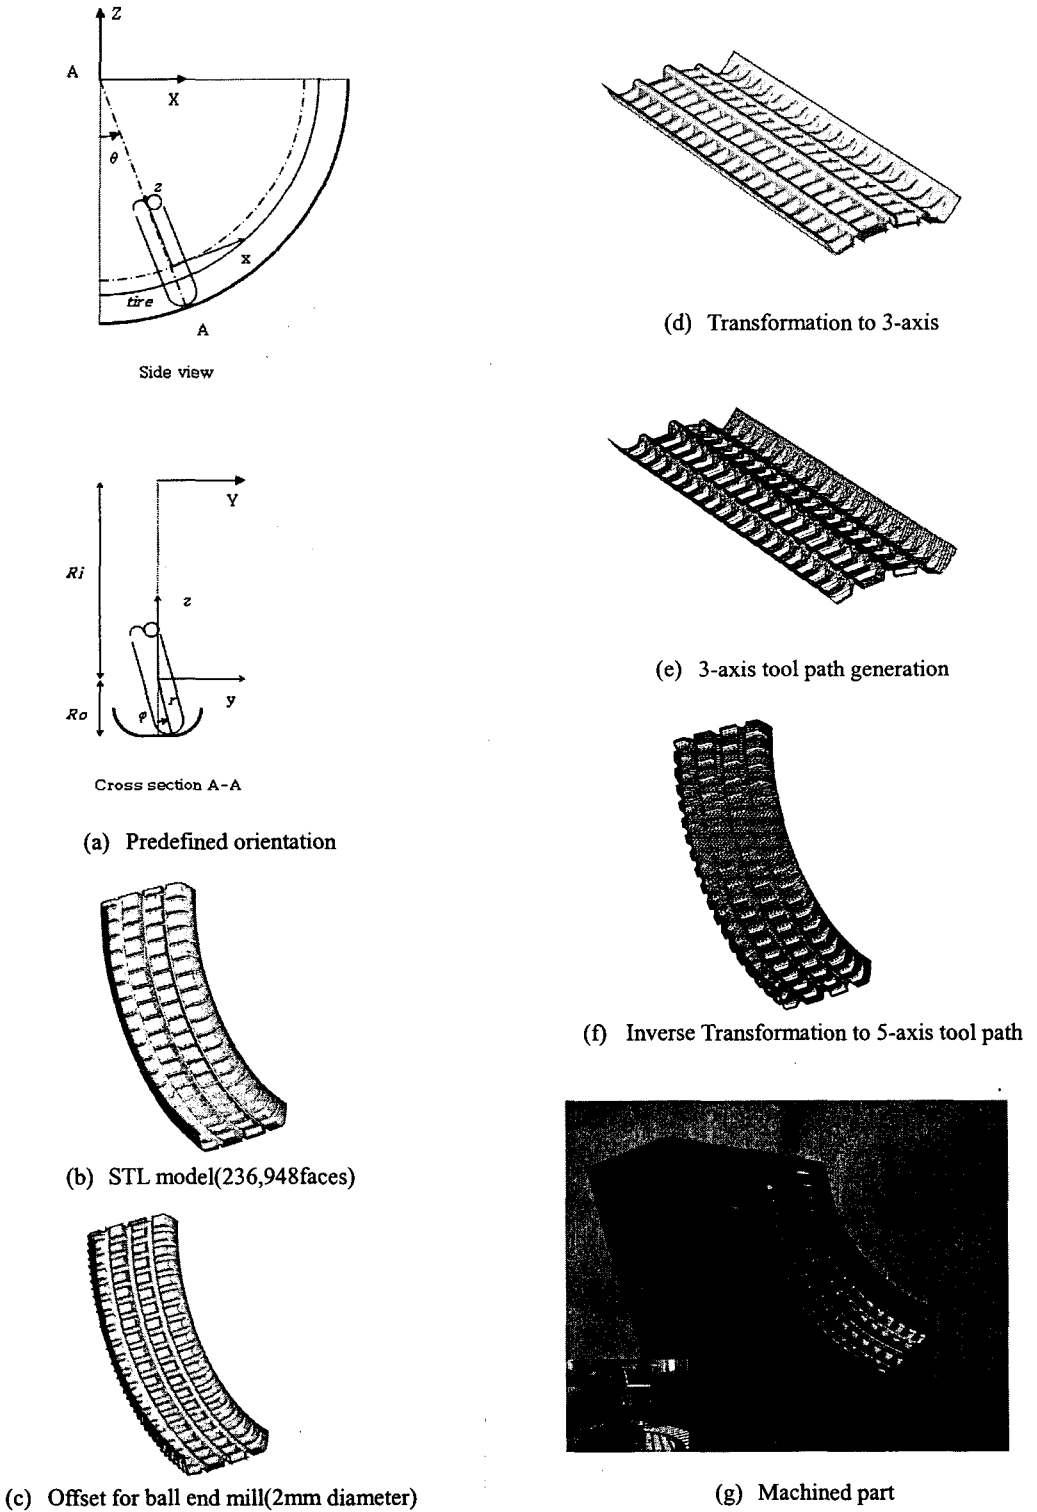 Z
A
X
θ
z
x
tire
A
Side view
Y
Ri
z
Ro
φ
r
y
Cross section A-A
(a) Predefined orientation
(b) STL model(236,948faces)
(c) Offset for ball end mill(2mm diameter)
(d) Transformation to 3-axis
(e) 3-axis tool path generation
(f) Inverse Transformation to 5-axis tool path
(g) Machined part